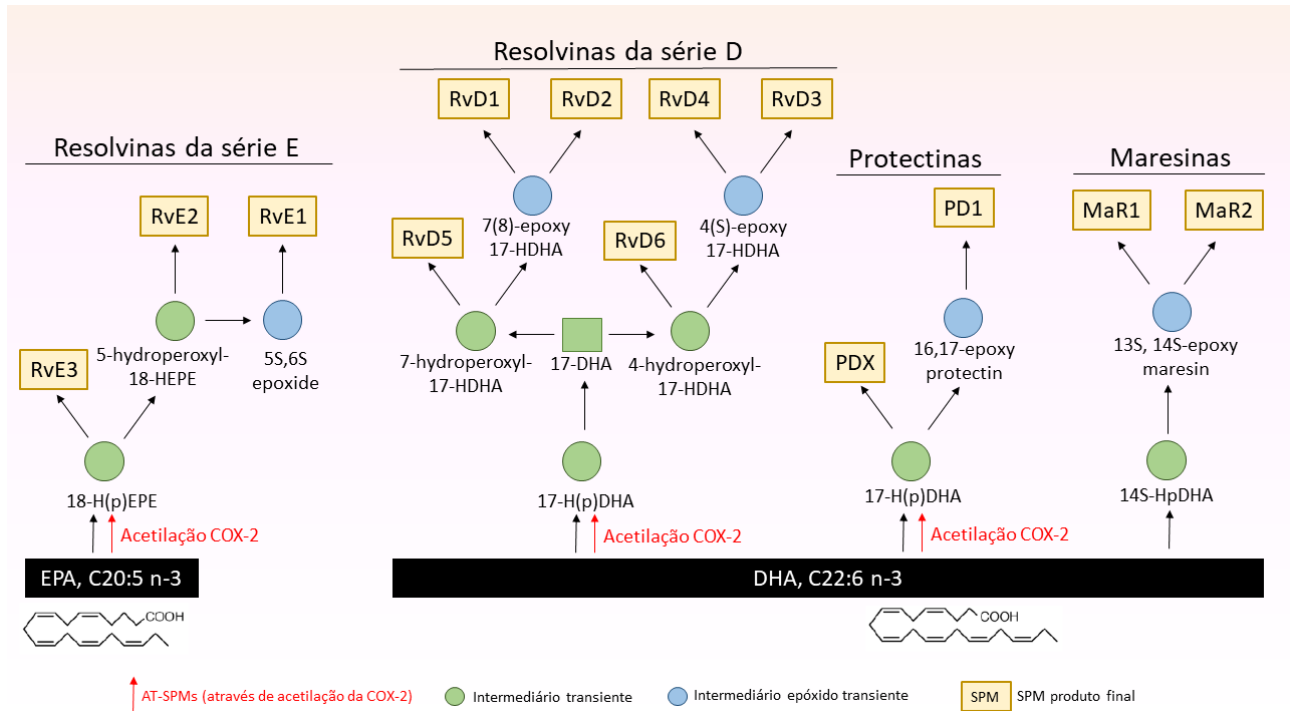 Resolvinas da série D
RvD1
RvD2
RvD4
RvD3
Resolvinas da série E
Protectinas
Maresinas
RvE2
RvE1
PD1
MaR1
MaR2
RvD5
7(8)-epoxy
17-HDHA
RvD6
4(S)-epoxy
17-HDHA
5-hydroperoxyl-
18-HEPE
5S,6S
epoxide
RvE3
7-hydroperoxyl-
17-HDHA
17-DHA
4-hydroperoxyl-
17-HDHA
PDX
16,17-epoxy
protectin
13S, 14S-epoxy
maresin
18-H(p)EPE
17-H(p)DHA
17-H(p)DHA
14S-HpDHA
Acetilação COX-2
Acetilação COX-2
Acetilação COX-2
EPA, C20:5 n-3
DHA, C22:6 n-3
COOH
COOH
AT-SPMs (através de acetilação da COX-2)
Intermediário transiente
Intermediário epóxido transiente
SPM
SPM produto final